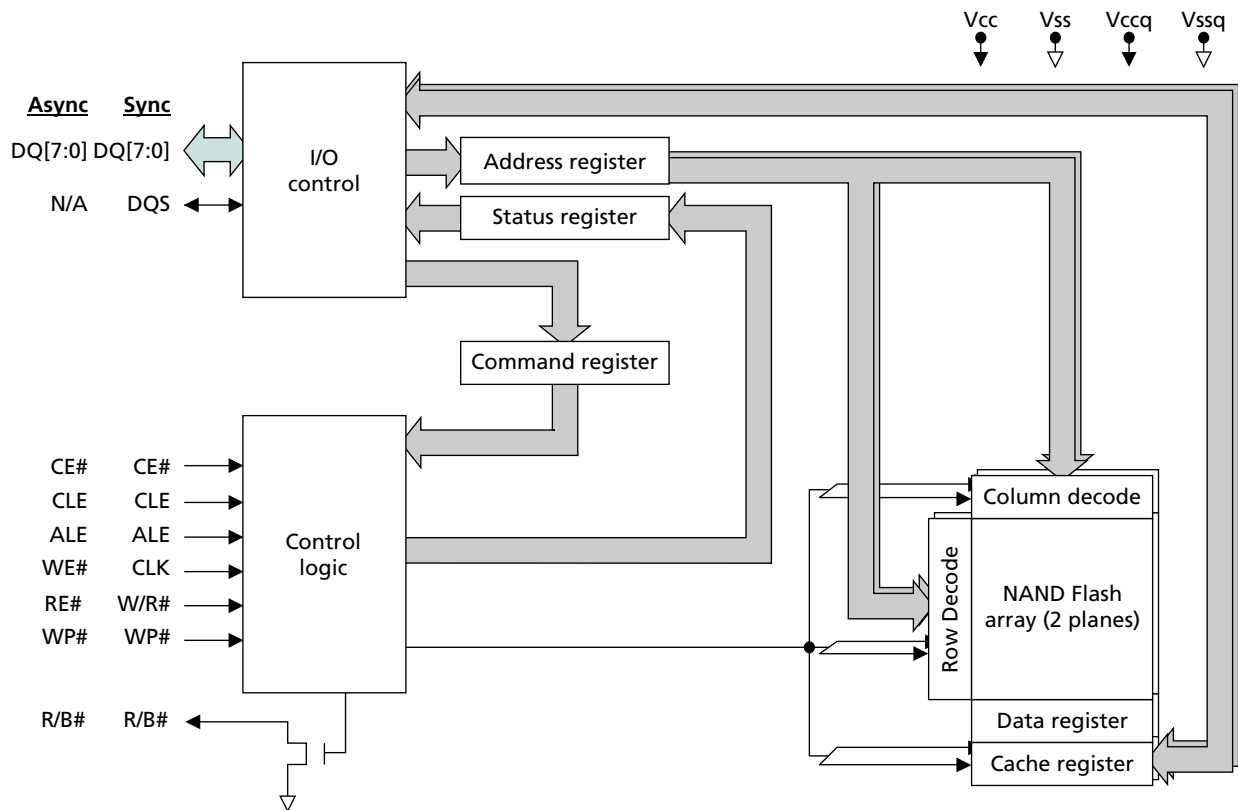 Vcc Vss Vccq Vssq
Async Sync
DQ[7:0] DQ[7:0]
N/A DQS
I/O
control
Address register
Status register
Command register
CE# CE#
CLE CLE
ALE ALE
WE# CLK
RE# W/R#
WP# WP#
R/B# R/B#
Control
logic
Column decode
Row Decode
NAND Flash
array (2 planes)
Data register
Cache register